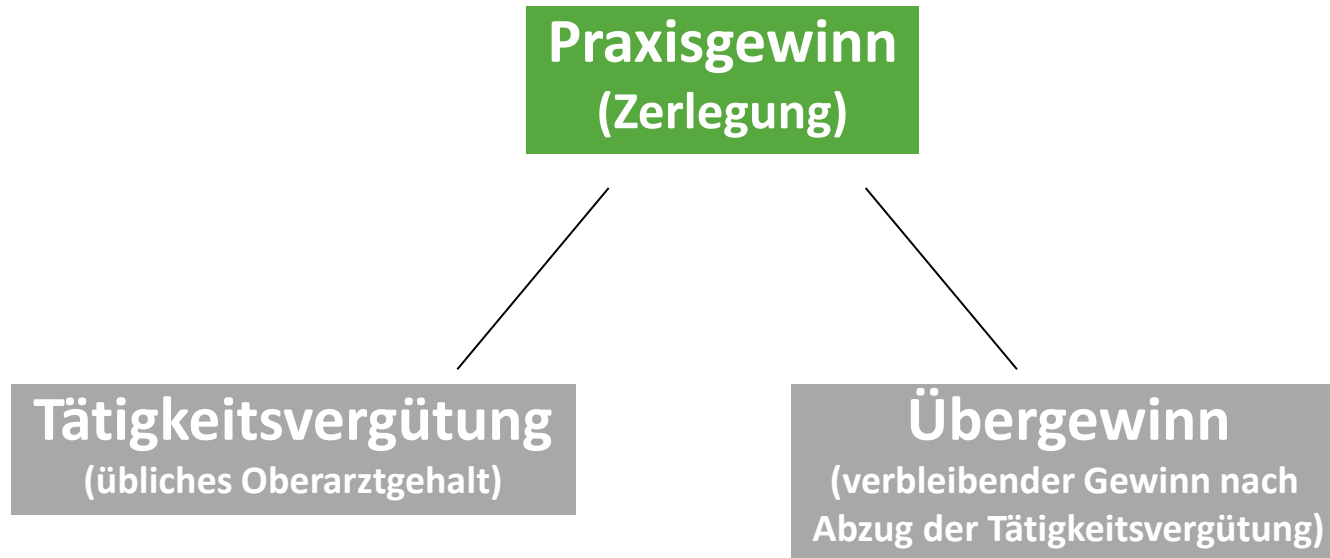 Praxisgewinn
(Zerlegung)
Tätigkeitsvergütung
(übliches Oberarztgehalt)
Übergewinn
(verbleibender Gewinn nach
Abzug der Tätigkeitsvergütung)